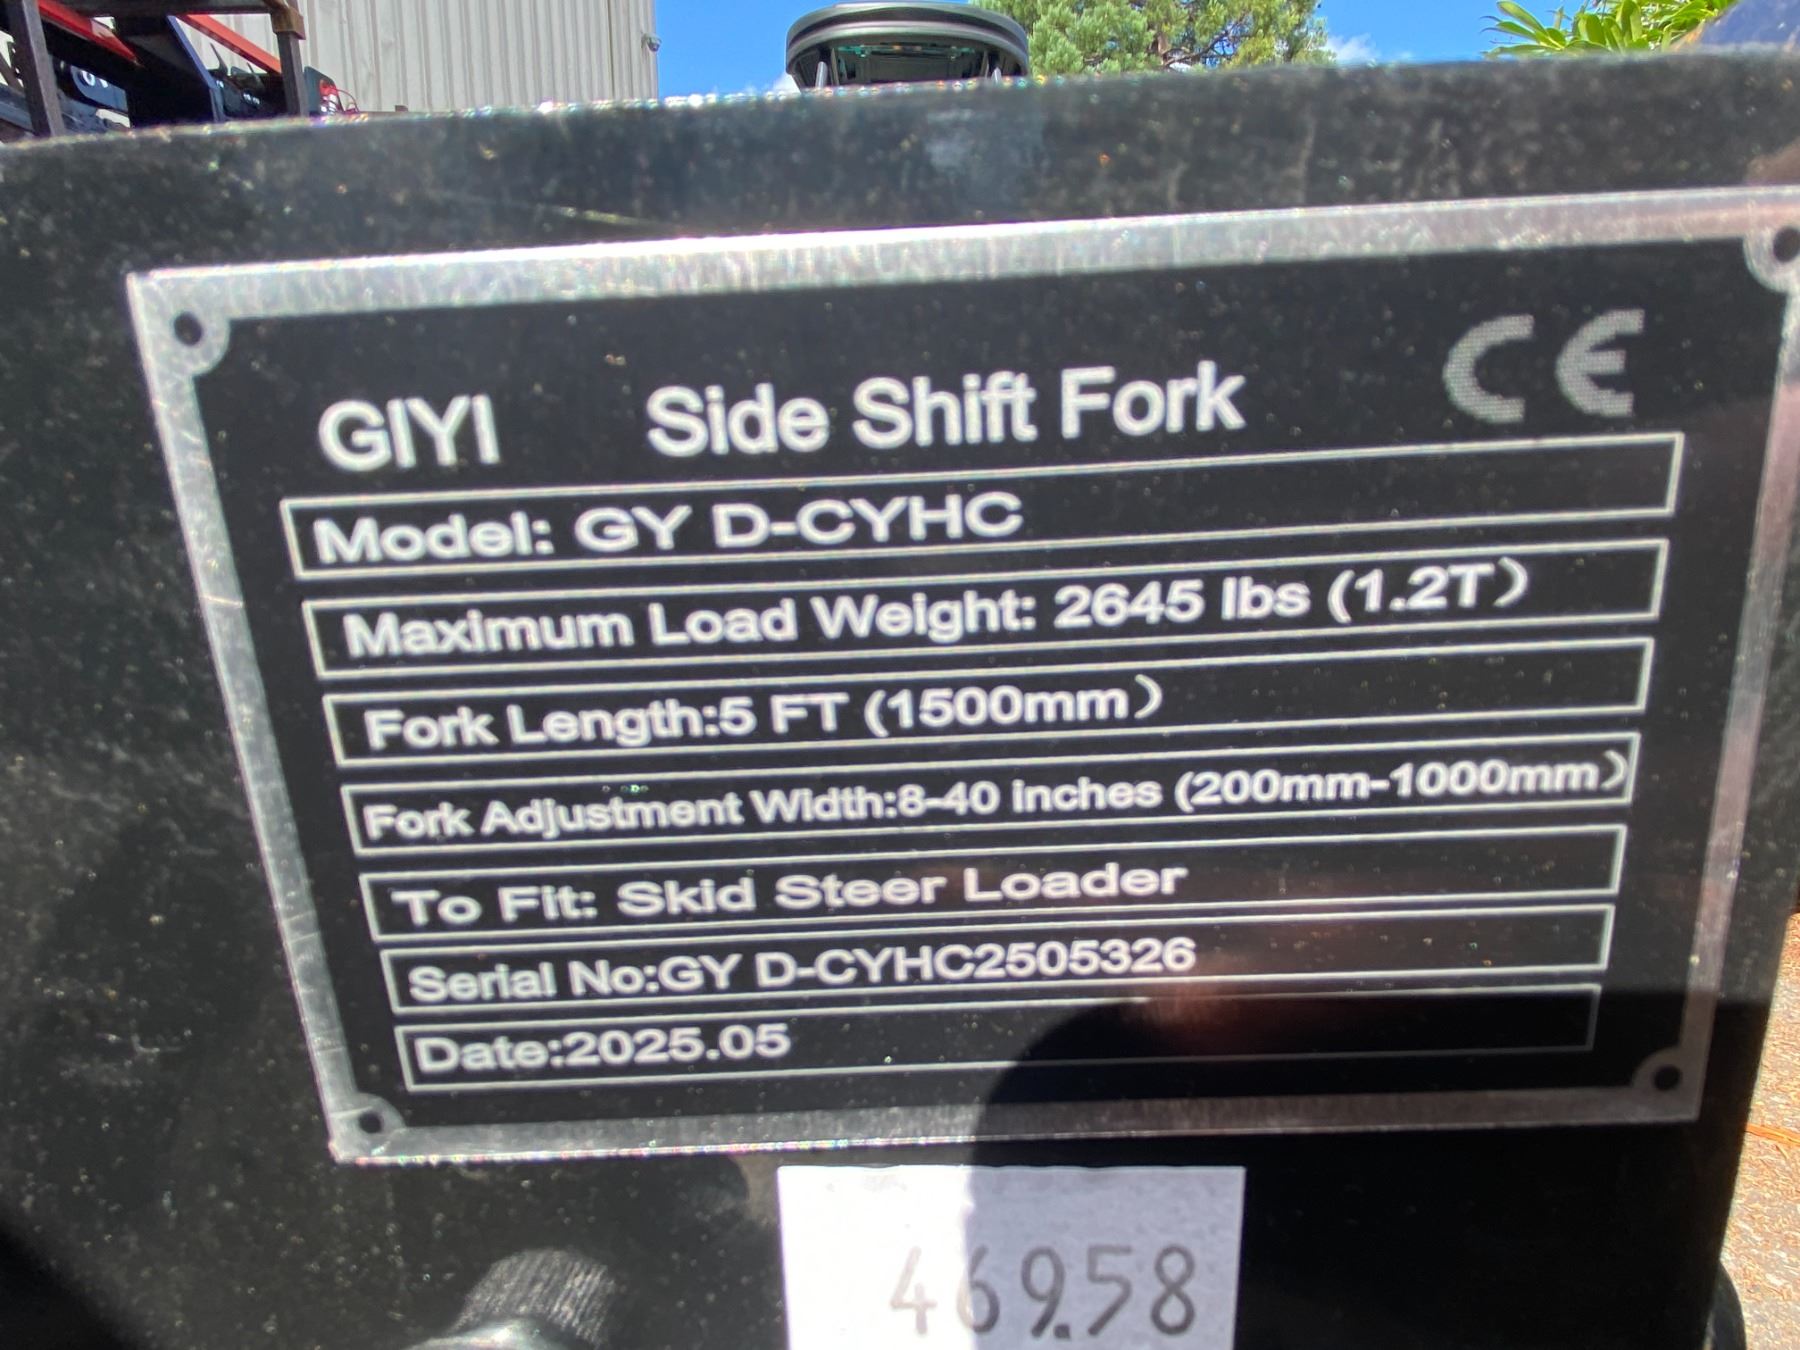 GIYI Side Shift Fork CE
Model: GY D-CYHC
Maximum Load Weight: 2645 lbs (1.2T)
Fork Length:5 FT (1500mm)
Fork Adjustment Width:8-40 inches (200mm-1000mm)
To Fit: Skid Steer Loader
Serial No:GY D-CYHC2505326
Date:2025.05
469.58